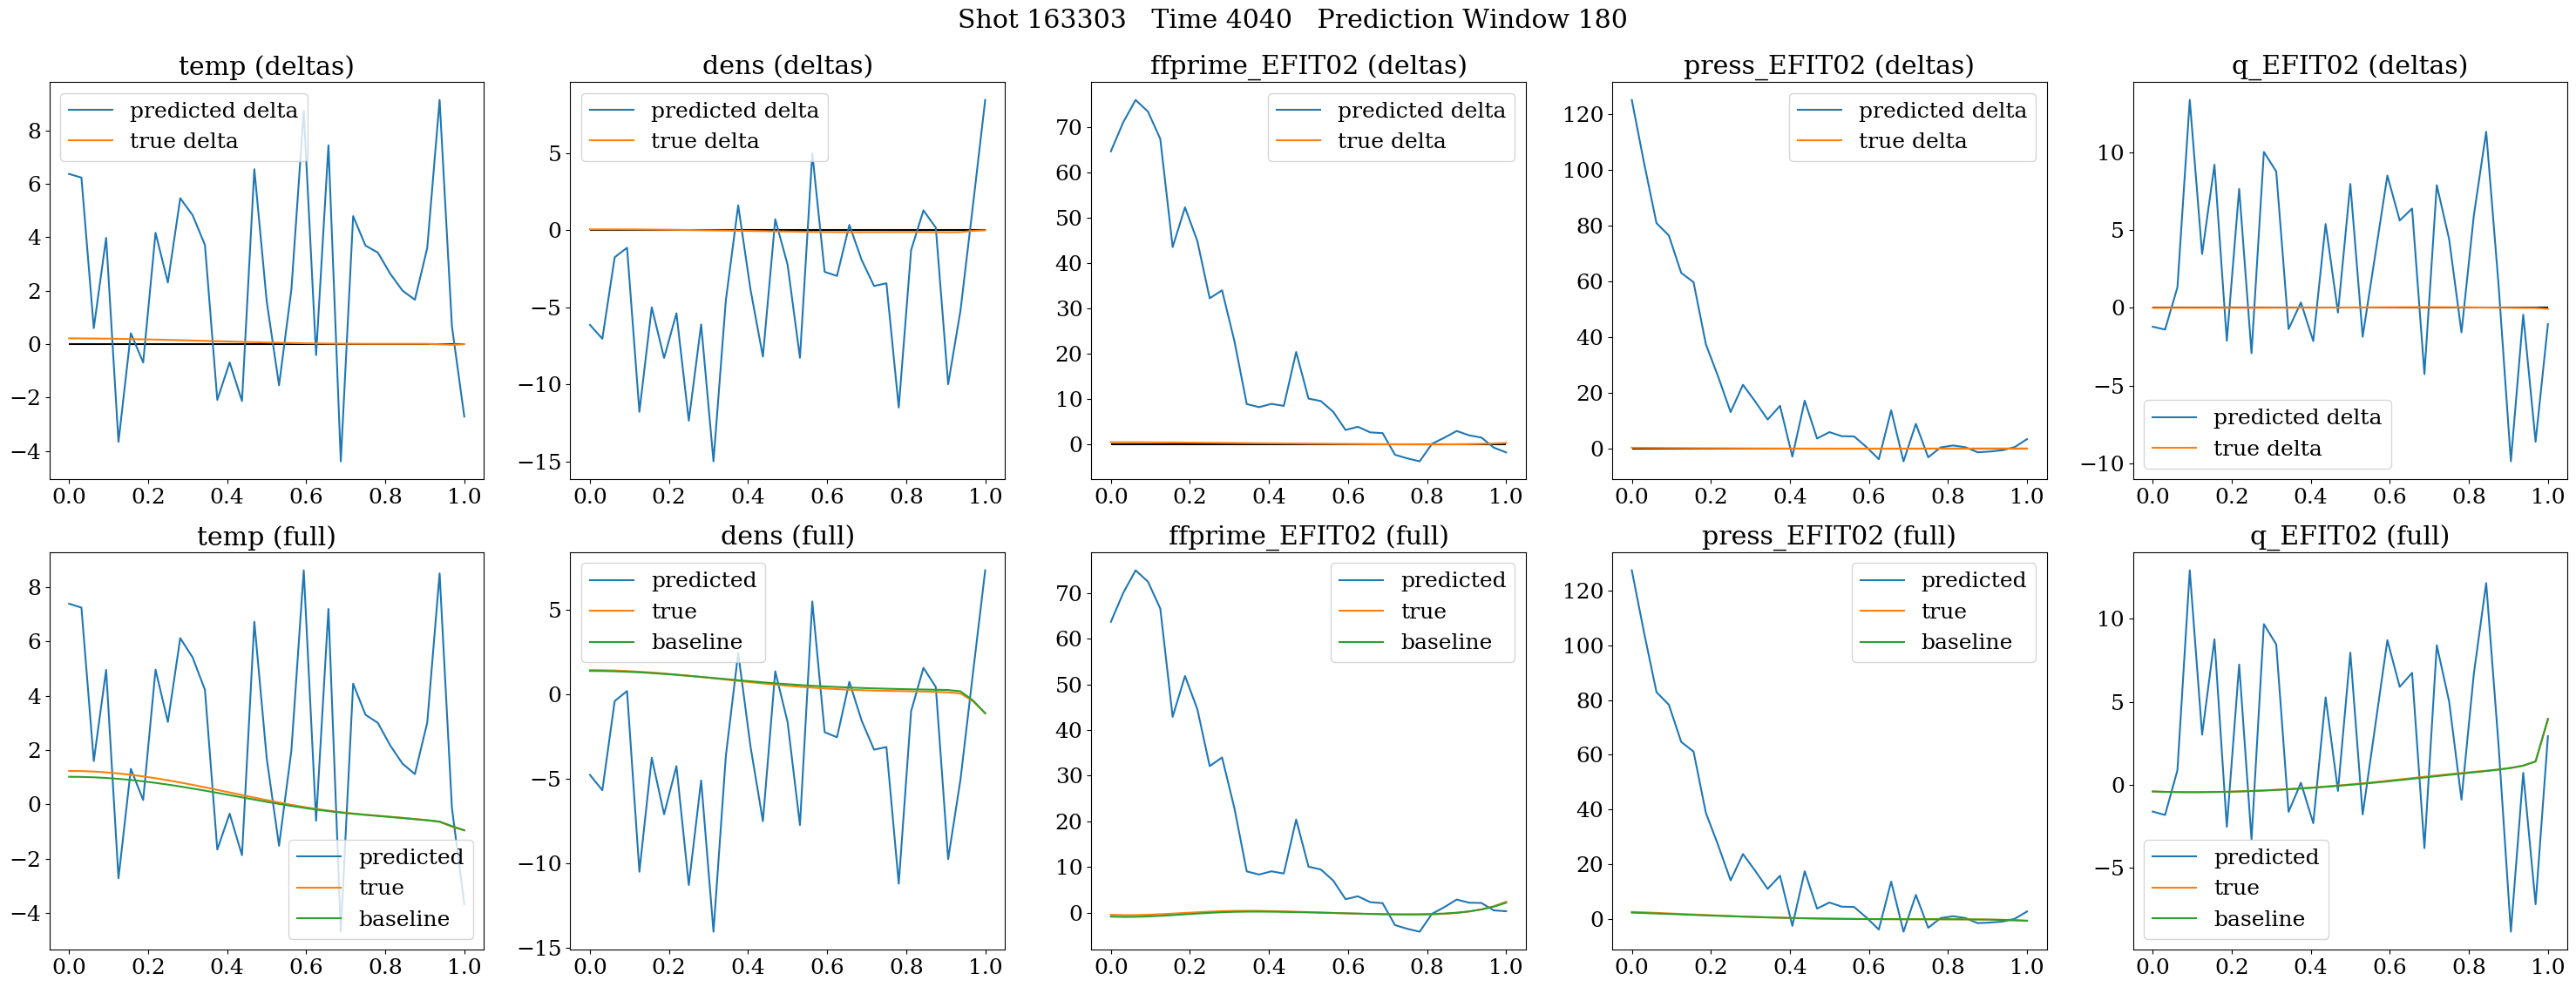 Shot 163303   Time 4040   Prediction Window 180
temp (deltas)
predicted delta
true delta
8
6
4
2
0
−2
−4
0.0 0.2 0.4 0.6 0.8 1.0
dens (deltas)
predicted delta
true delta
5
0
−5
−10
−15
0.0 0.2 0.4 0.6 0.8 1.0
ffprime_EFIT02 (deltas)
predicted delta
true delta
70
60
50
40
30
20
10
0
0.0 0.2 0.4 0.6 0.8 1.0
press_EFIT02 (deltas)
predicted delta
true delta
120
100
80
60
40
20
0
0.0 0.2 0.4 0.6 0.8 1.0
q_EFIT02 (deltas)
10
5
0
−5
−10
predicted delta
true delta
0.0 0.2 0.4 0.6 0.8 1.0
temp (full)
8
6
4
2
0
−2
−4
predicted
true
baseline
0.0 0.2 0.4 0.6 0.8 1.0
dens (full)
predicted
true
baseline
5
0
−5
−10
−15
0.0 0.2 0.4 0.6 0.8 1.0
ffprime_EFIT02 (full)
predicted
true
baseline
70
60
50
40
30
20
10
0
0.0 0.2 0.4 0.6 0.8 1.0
press_EFIT02 (full)
predicted
true
baseline
120
100
80
60
40
20
0
0.0 0.2 0.4 0.6 0.8 1.0
q_EFIT02 (full)
10
5
0
−5
predicted
true
baseline
0.0 0.2 0.4 0.6 0.8 1.0